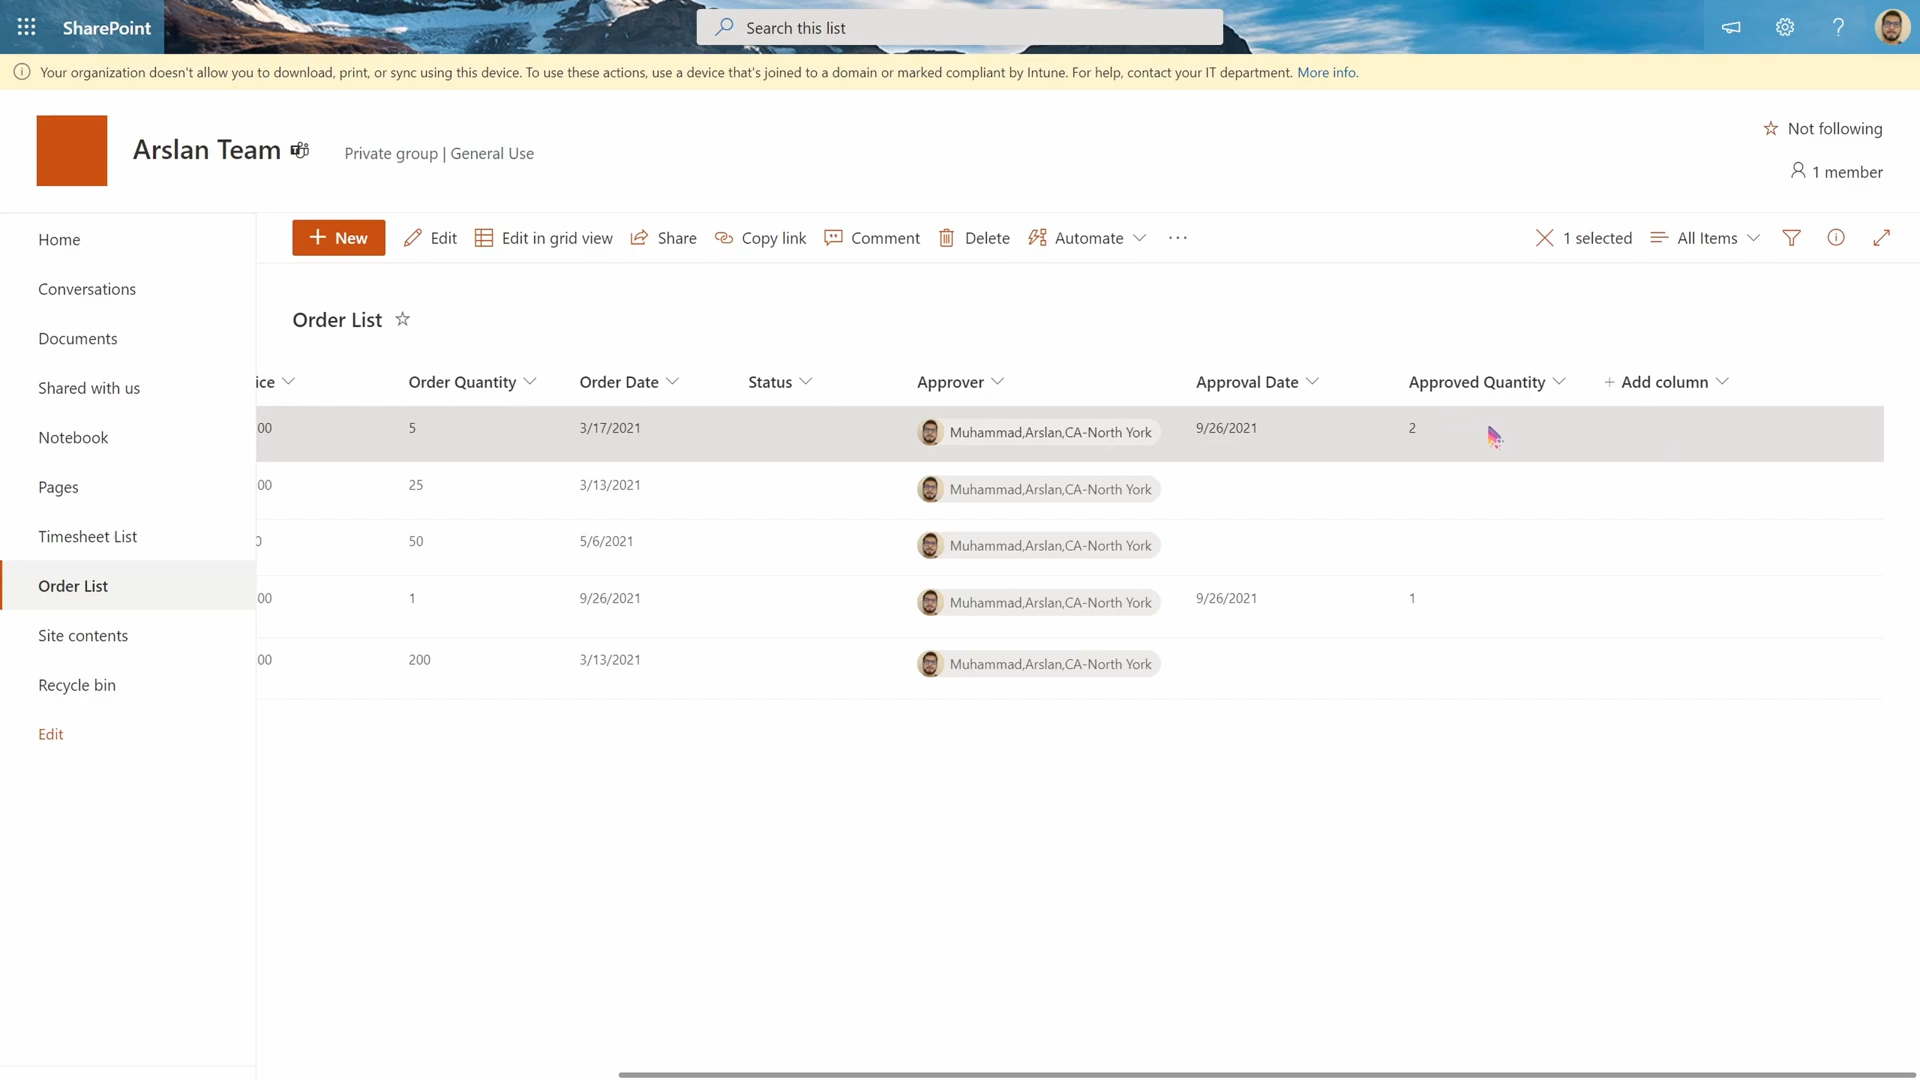 SharePoint
Search this list
?
Your organization doesn't allow you to download, print, or sync using this device. To use these actions, use a device that's joined to a domain or marked compliant by Intune. For help, contact your IT department. More info.
Arslan Team
Private group | General Use
Not following
1 member
Home
Conversations
Documents
Shared with us
Notebook
Pages
Timesheet List
Order List
Site contents
Recycle bin
Edit
+ New Edit Edit in grid view Share Copy link Comment Delete Automate ... 1 selected All Items
Order List
ice Order Quantity Order Date Status Approver Approval Date Approved Quantity + Add column
00 5 3/17/2021 Muhammad,Arslan,CA-North York 9/26/2021 2
00 25 3/13/2021 Muhammad,Arslan,CA-North York
0 50 5/6/2021 Muhammad,Arslan,CA-North York
00 1 9/26/2021 Muhammad,Arslan,CA-North York 9/26/2021 1
00 200 3/13/2021 Muhammad,Arslan,CA-North York